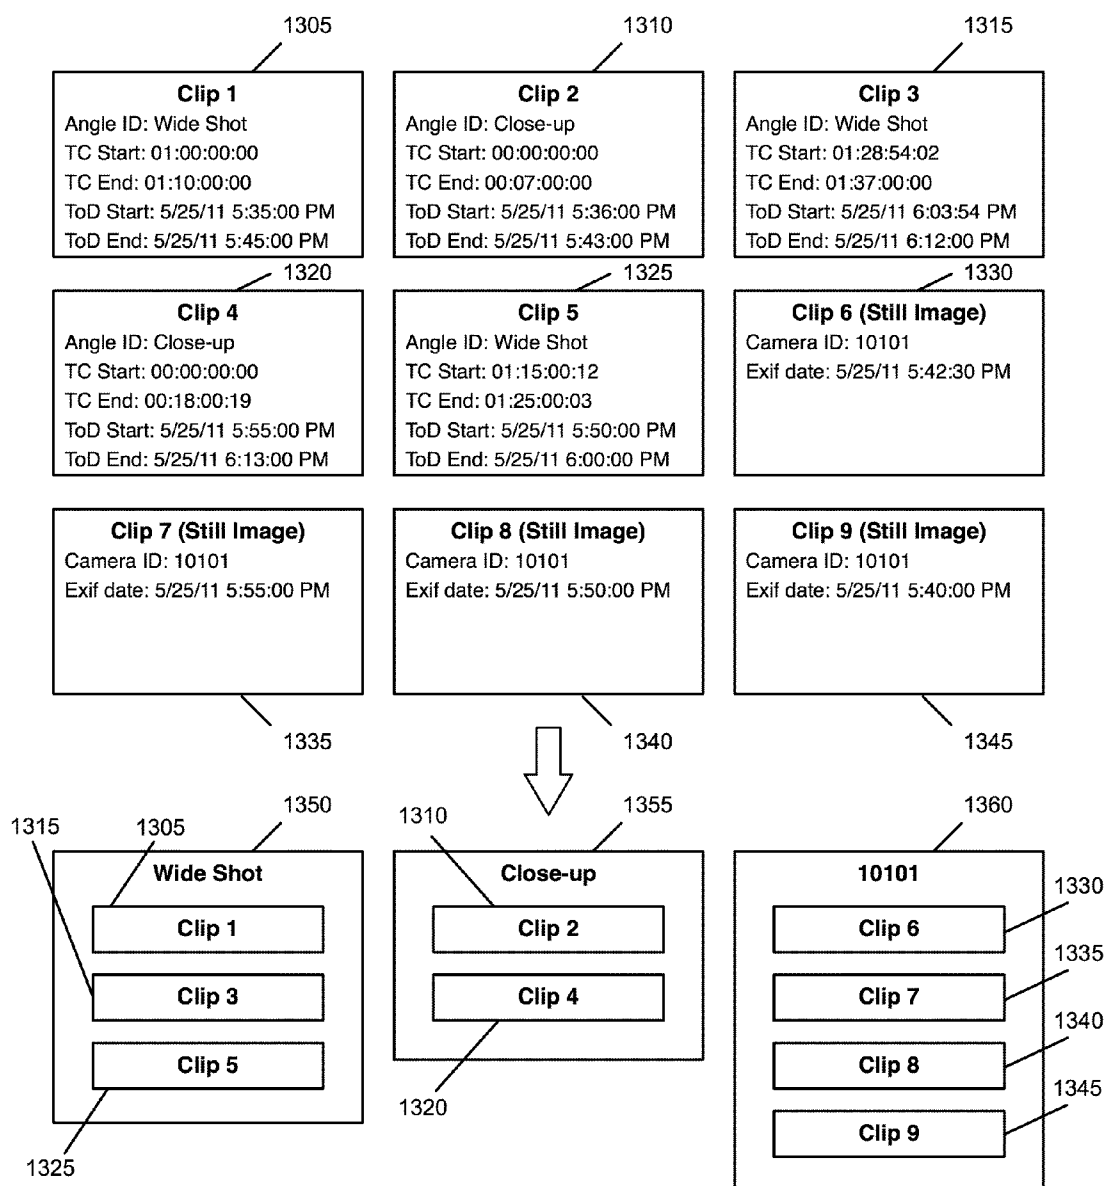 1305
1310
1315
Clip 1
Angle ID: Wide Shot
TC Start: 01:00:00:00
TC End: 01:10:00:00
ToD Start: 5/25/11 5:35:00 PM
ToD End: 5/25/11 5:45:00 PM
Clip 2
Angle ID: Close-up
TC Start: 00:00:00:00
TC End: 00:07:00:00
ToD Start: 5/25/11 5:36:00 PM
ToD End: 5/25/11 5:43:00 PM
Clip 3
Angle ID: Wide Shot
TC Start: 01:28:54:02
TC End: 01:37:00:00
ToD Start: 5/25/11 6:03:54 PM
ToD End: 5/25/11 6:12:00 PM
1320
1325
1330
Clip 4
Angle ID: Close-up
TC Start: 00:00:00:00
TC End: 00:18:00:19
ToD Start: 5/25/11 5:55:00 PM
ToD End: 5/25/11 6:13:00 PM
Clip 5
Angle ID: Wide Shot
TC Start: 01:15:00:12
TC End: 01:25:00:03
ToD Start: 5/25/11 5:50:00 PM
ToD End: 5/25/11 6:00:00 PM
Clip 6 (Still Image)
Camera ID: 10101
Exif date: 5/25/11 5:42:30 PM
Clip 7 (Still Image)
Camera ID: 10101
Exif date: 5/25/11 5:55:00 PM
Clip 8 (Still Image)
Camera ID: 10101
Exif date: 5/25/11 5:50:00 PM
Clip 9 (Still Image)
Camera ID: 10101
Exif date: 5/25/11 5:40:00 PM
1335
1340
1345
1315
1305
1350
1310
1355
1360
Wide Shot
Clip 1
Clip 3
Clip 5
1325
Close-up
Clip 2
Clip 4
1320
10101
1330
Clip 6
1335
Clip 7
1340
Clip 8
1345
Clip 9